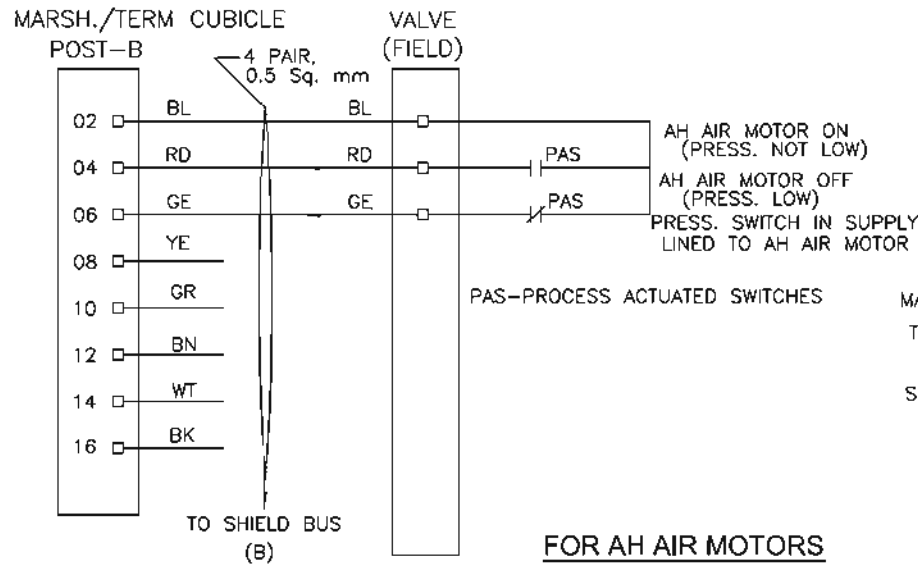 MARSH./TERM CUBICLE
POST-B
VALVE
(FIELD)
4 PAIR,
0.5 Sq. mm
02 BL BL
AH AIR MOTOR ON
(PRESS. NOT LOW)
04 RD RD PAS
AH AIR MOTOR OFF
(PRESS. LOW)
06 GE GE PAS
PRESS. SWITCH IN SUPPLY
LINED TO AH AIR MOTOR
08 YE
10 GR
PAS-PROCESS ACTUATED SWITCHES
MA
T
12 BN
14 WT
S
16 BK
TO SHIELD BUS
(B)
FOR AH AIR MOTORS